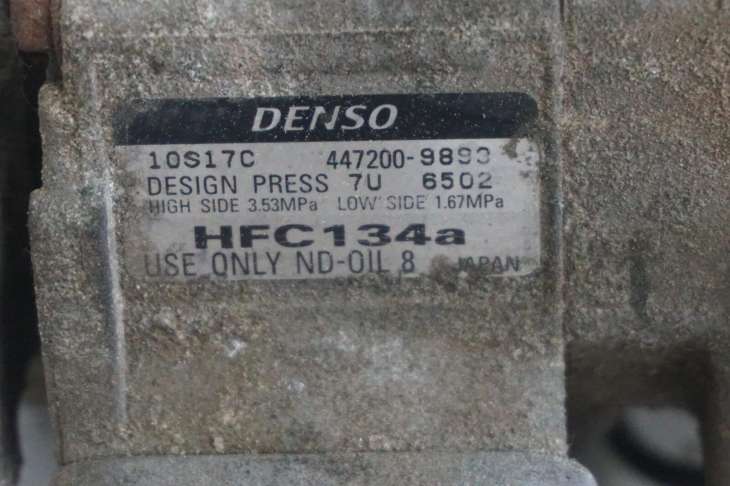 DENSO
10S17C 447200-9893
DESIGN PRESS 7U 6502
HIGH SIDE 3.53MPa LOW SIDE 1.67MPa
HFC134a
USE ONLY ND-OIL 8 JAPAN